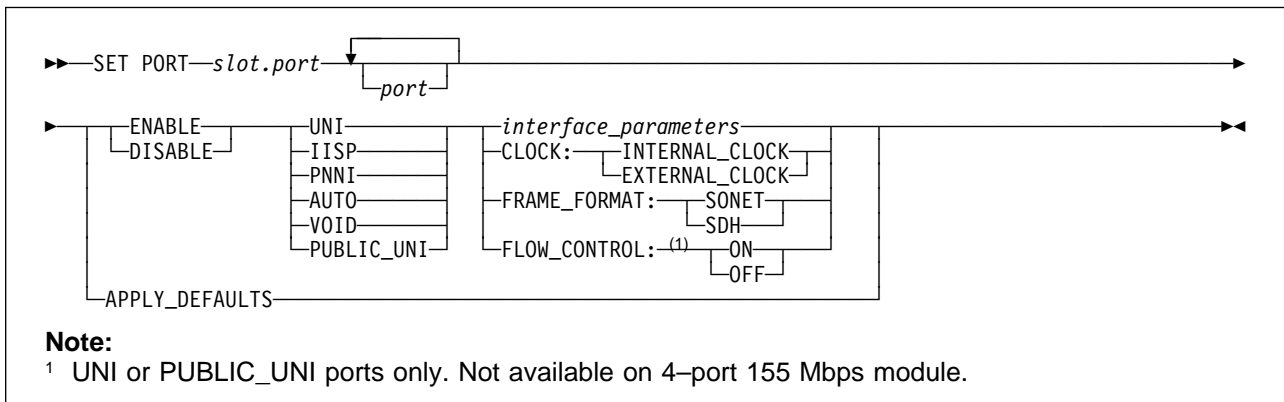 SET PORT slot.port
port
ENABLE UNI interface_parameters
DISABLE IISP CLOCK: INTERNAL_CLOCK
PNNI EXTERNAL_CLOCK
AUTO FRAME_FORMAT: SONET
VOID SDH
PUBLIC_UNI FLOW_CONTROL: (1) ON
OFF
APPLY_DEFAULTS
Note:
1 UNI or PUBLIC_UNI ports only. Not available on 4–port 155 Mbps module.